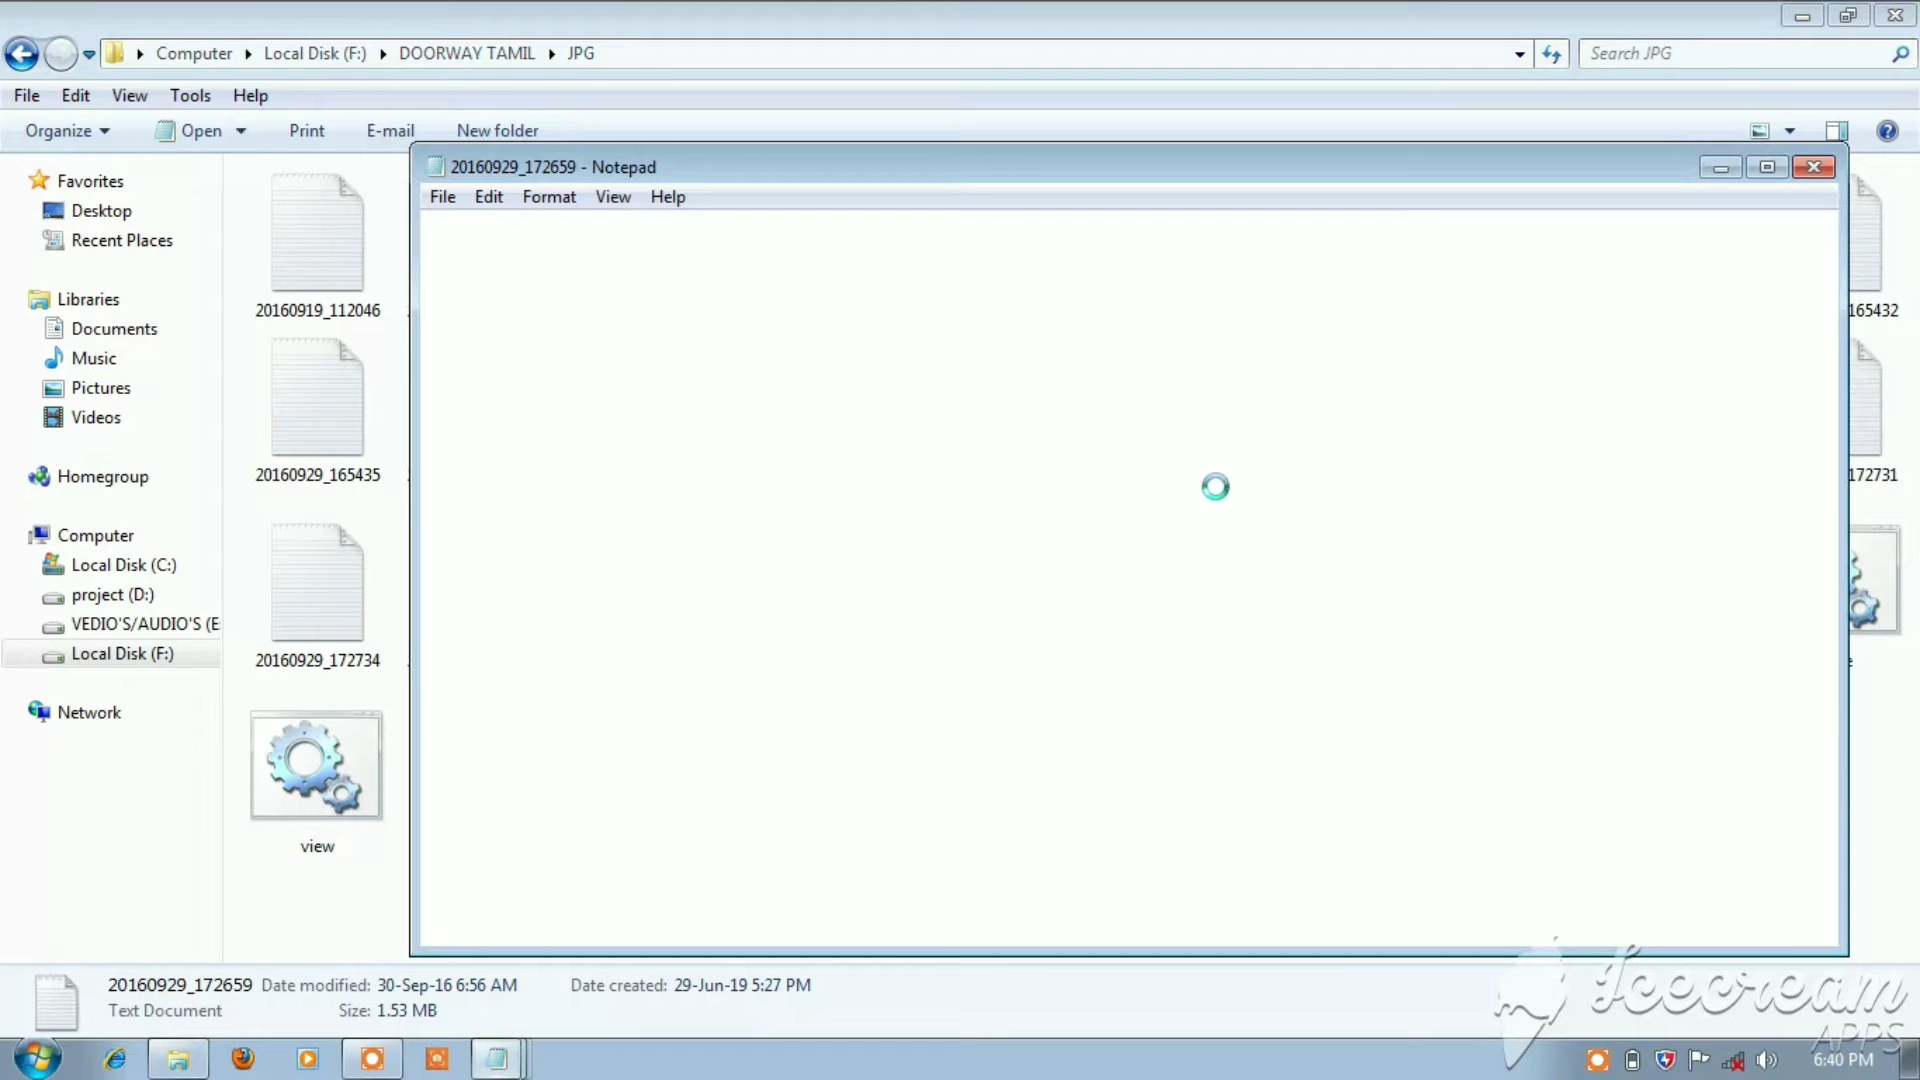 Computer Local Disk (F:) DOORWAY TAMIL JPG
Search JPG
File Edit View Tools Help
Organize Open Print E-mail New folder
20160929_172659 - Notepad
File Edit Format View Help
Favorites
Desktop
Recent Places
Libraries
Documents
Music
Pictures
Videos
Homegroup
Computer
Local Disk (C:)
project (D:)
VEDIO'S/AUDIO'S (E
Local Disk (F:)
Network
20160919_112046
165432
20160929_165435
172731
20160929_172734
view
20160929_172659 Date modified: 30-Sep-16 6:56 AM Date created: 29-Jun-19 5:27 PM
Text Document Size: 1.53 MB
Icecream
APPS
6:40 PM